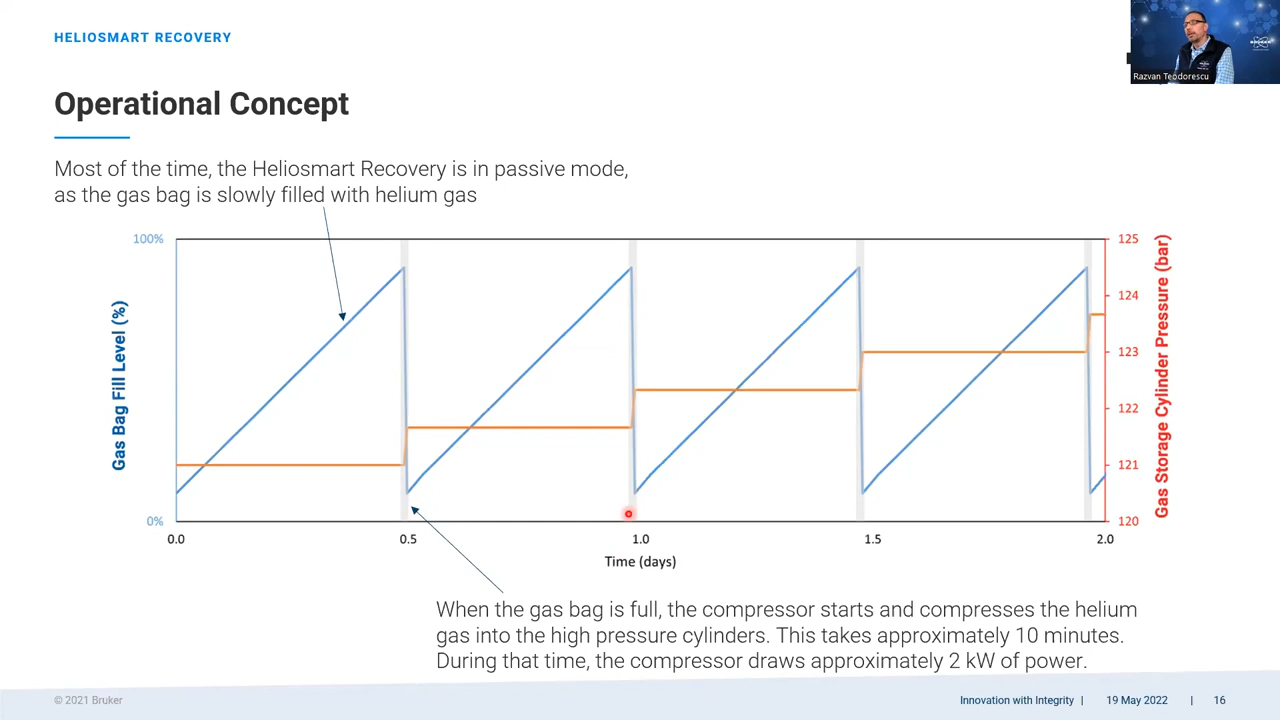 HELIOSMART RECOVERY
BRUKER
Razvan Teodorescu
Operational Concept
Most of the time, the Heliosmart Recovery is in passive mode,
as the gas bag is slowly filled with helium gas
100%
0%
Gas Bag Fill Level (%)
125
124
123
122
121
120
Gas Storage Cylinder Pressure (bar)
0.0 0.5 1.0 1.5 2.0
Time (days)
When the gas bag is full, the compressor starts and compresses the helium
gas into the high pressure cylinders. This takes approximately 10 minutes.
During that time, the compressor draws approximately 2 kW of power.
© 2021 Bruker
Innovation with Integrity | 19 May 2022 | 16